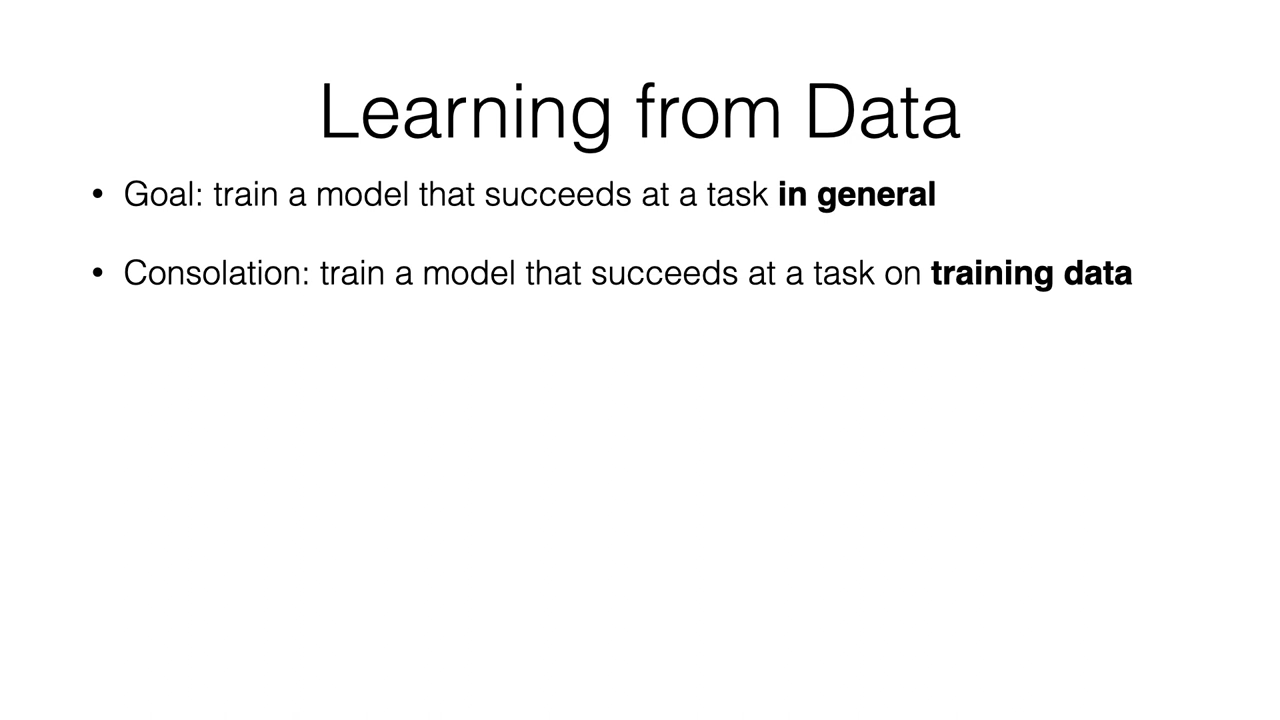 Learning from Data
• Goal: train a model that succeeds at a task in general
• Consolation: train a model that succeeds at a task on training data